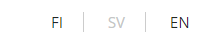 FI | SV | EN